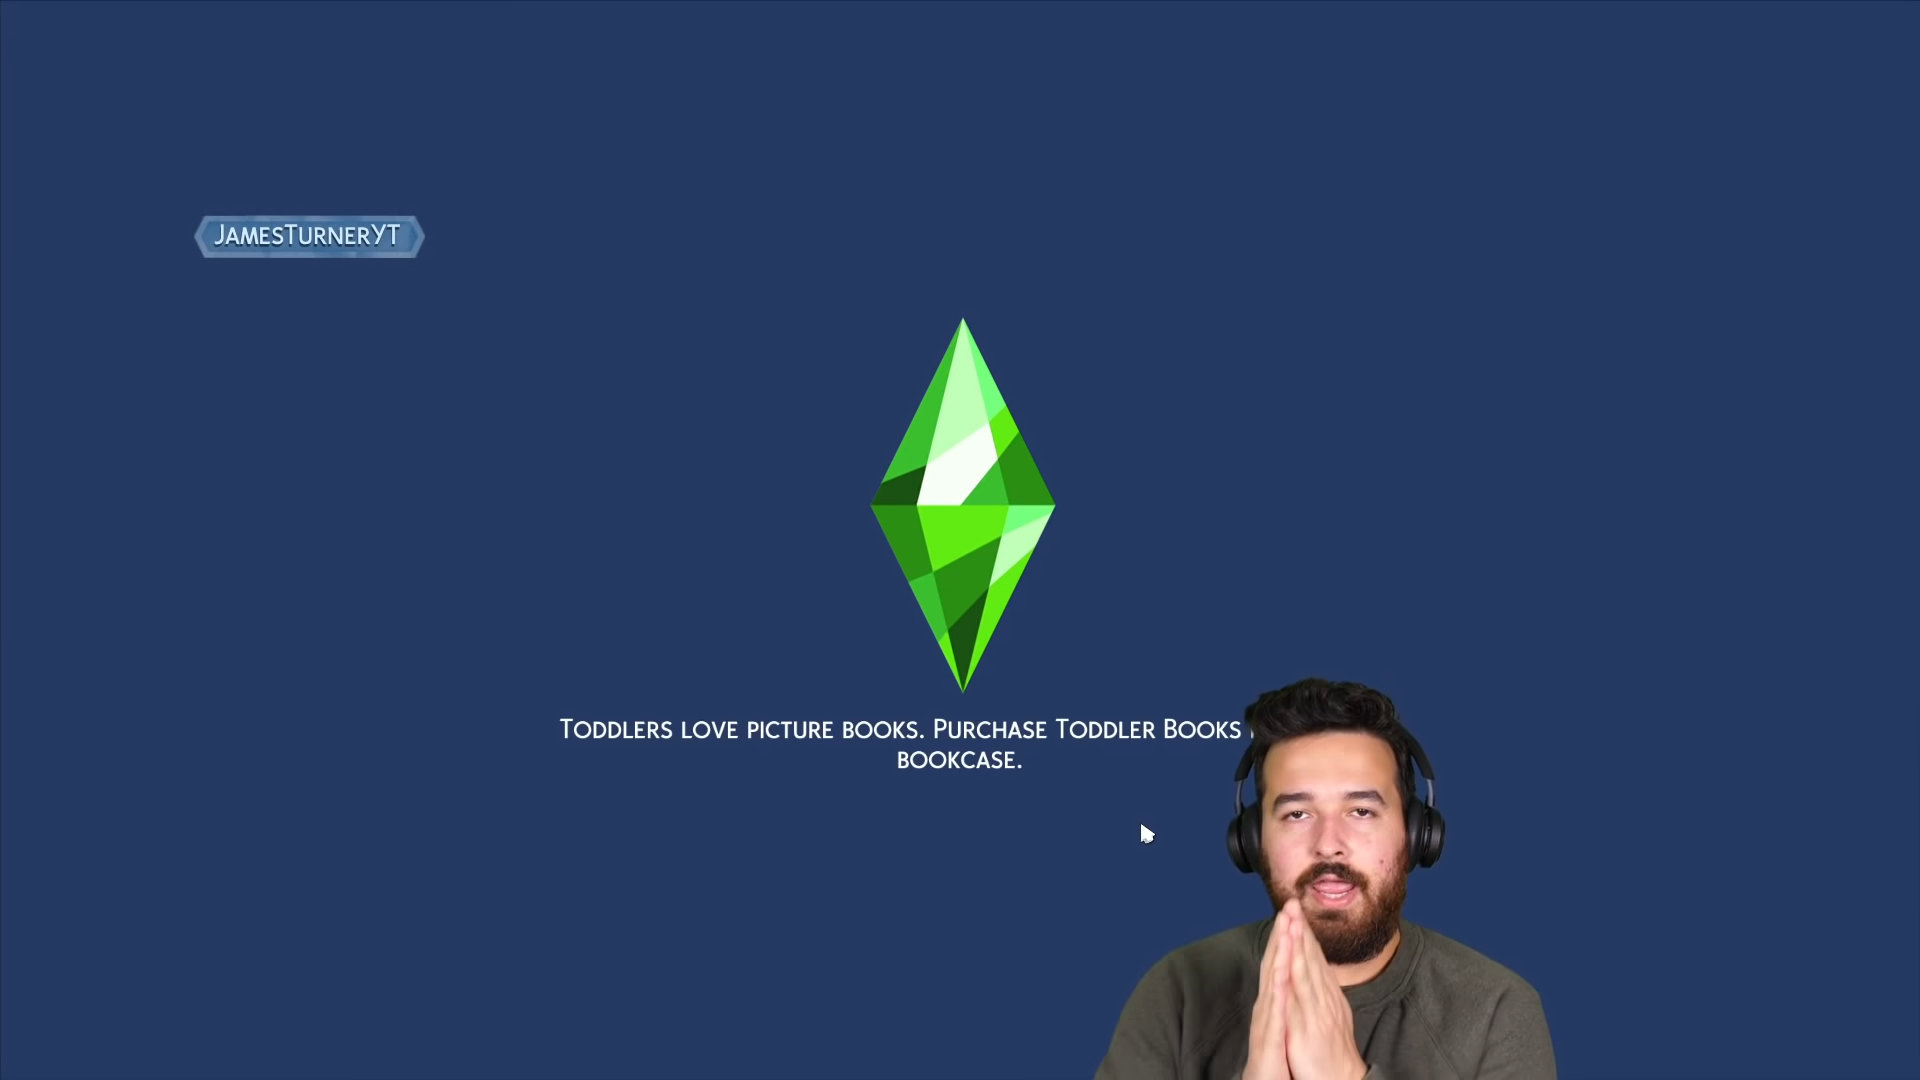 JamesTurnerYT
Toddlers love picture books. Purchase Toddler Books
bookcase.